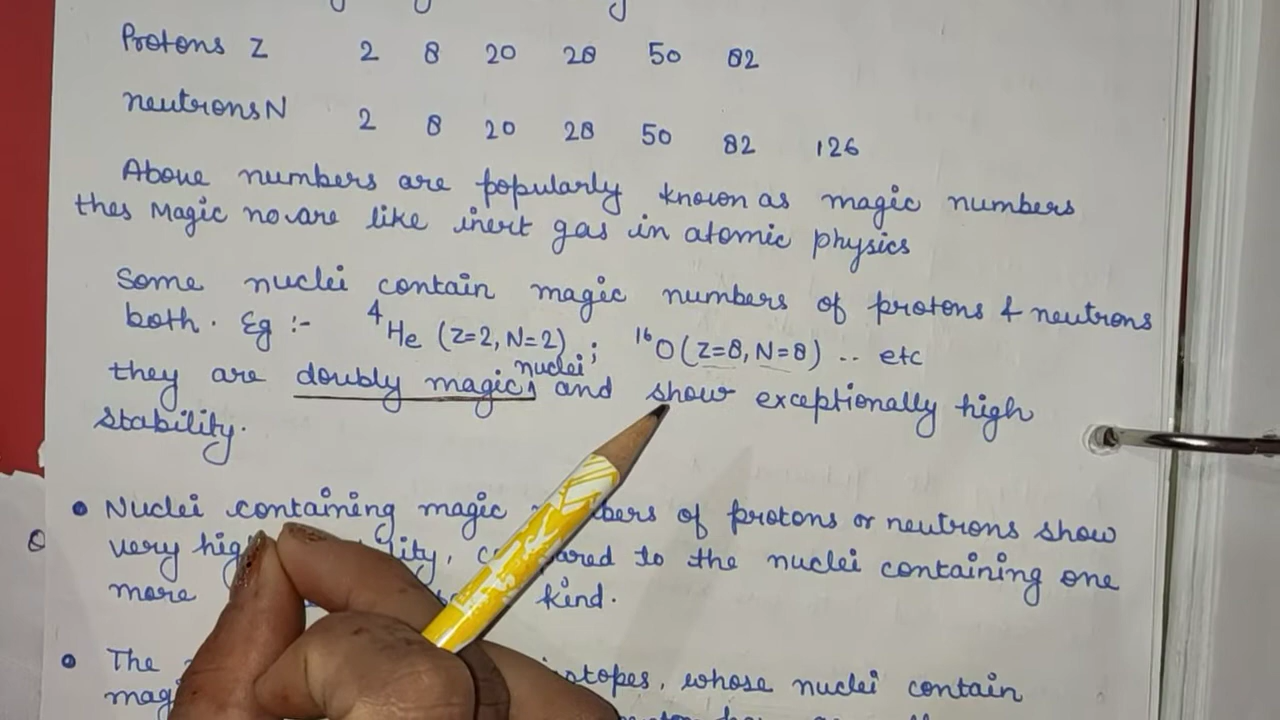 Protons Z 2 8 20 28 50 82
neutrons N 2 8 20 28 50 82 126
Above numbers are popularly known as magic numbers
thes Magic no. are like inert gas in atomic physics
Some nuclei contain magic numbers of protons & neutrons
both. Eg :- ⁴He (Z=2, N=2) ; ¹⁶O (Z=8, N=8) .. etc
they are doubly magic nuclei and show exceptionally high
stability.
• Nuclei containing magic of protons or neutrons show
very to the nuclei containing one
more kind.
• The whose nuclei contain